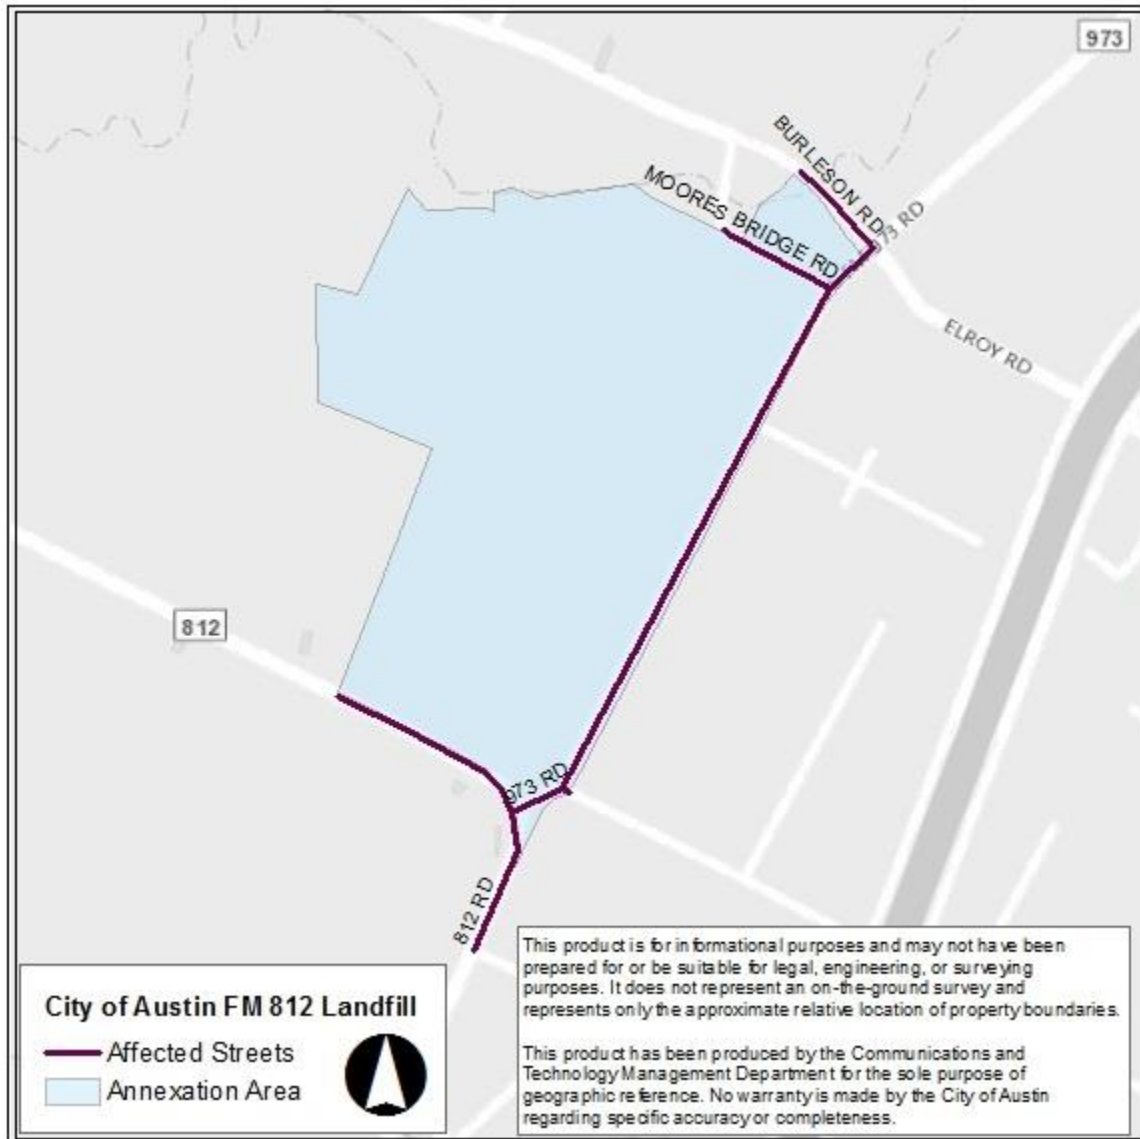 973
BURLESON RD
MOORES BRIDGE RD
73 RD
ELROY RD
812
973 RD
812 RD
City of Austin FM 812 Landfill
Affected Streets
Annexation Area
This product is for informational purposes and may not have been
prepared for or be suitable for legal, engineering, or surveying
purposes. It does not represent an on-the-ground survey and
represents only the approximate relative location of property boundaries.
This product has been produced by the Communications and
Technology Management Department for the sole purpose of
geographic reference. No warranty is made by the City of Austin
regarding specific accuracy or completeness.